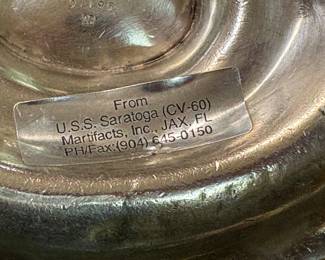 From
U.S.S. Saratoga (CV-60)
Martifacts, Inc., JAX, FL
PH/Fax:(904) 645-0150